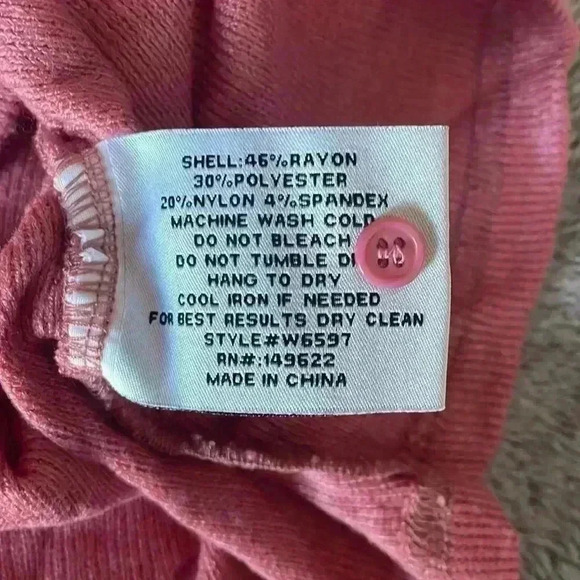 SHELL:46%RAYON
30%POLYESTER
20%NYLON 4%SPANDEX
MACHINE WASH COLD
DO NOT BLEACH
DO NOT TUMBLE
HANG TO DRY
COOL IRON IF NEEDED
FOR BEST RESULTS DRY CLEAN
STYLE#W6597
RN#:149622
MADE IN CHINA